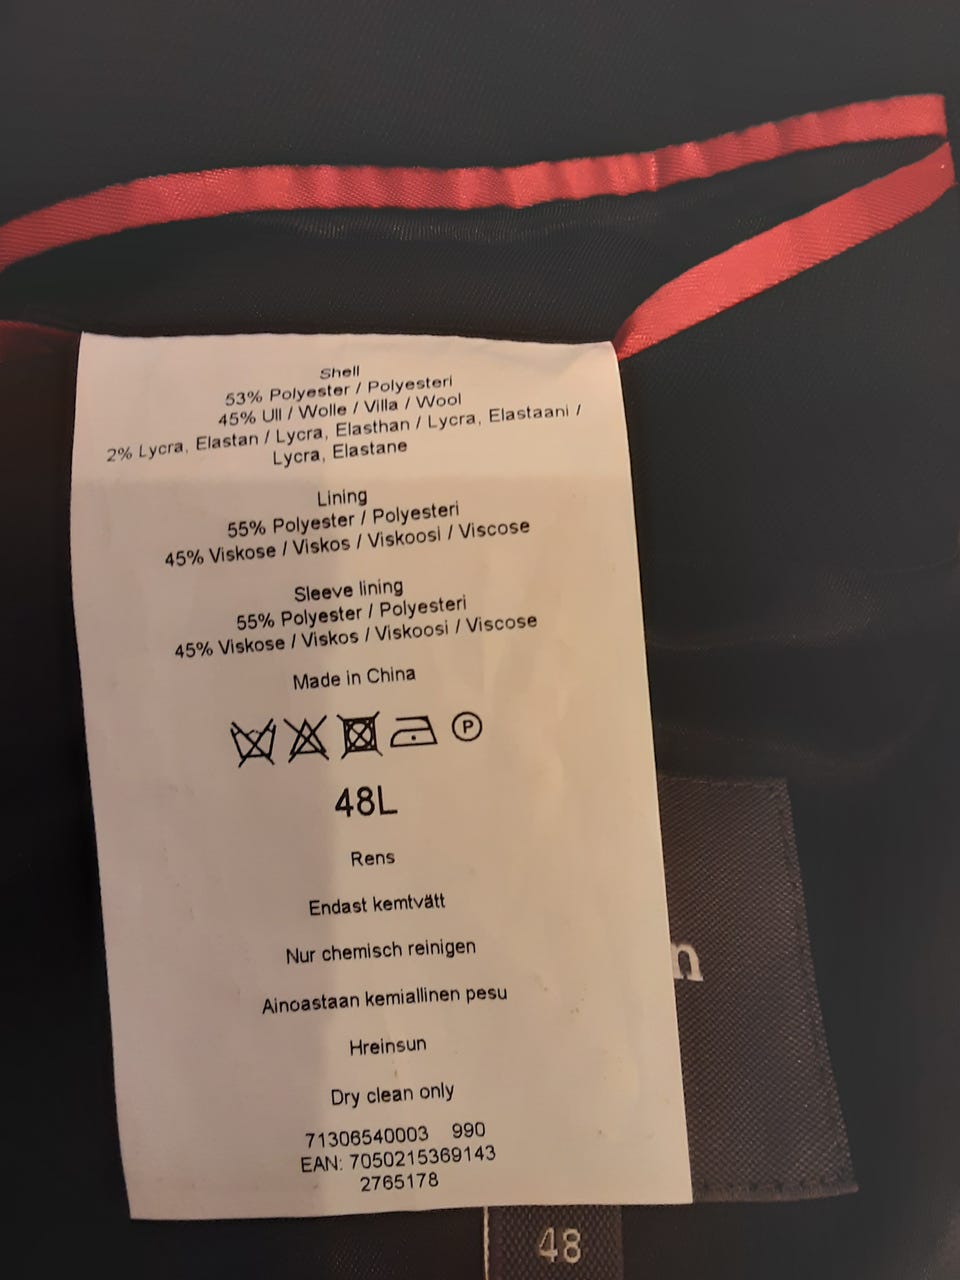 Shell
53% Polyester / Polyesteri
45% Ull / Wolle / Villa / Wool
2% Lycra, Elastan / Lycra, Elasthan / Lycra, Elastaani /
Lycra, Elastane
Lining
55% Polyester / Polyesteri
45% Viskose / Viskos / Viskoosi / Viscose
Sleeve lining
55% Polyester / Polyesteri
45% Viskose / Viskos / Viskoosi / Viscose
Made in China
P
48L
Rens
Endast kemtvätt
Nur chemisch reinigen
Ainoastaan kemiallinen pesu
Hreinsun
Dry clean only
71306540003 990
EAN: 7050215369143
2765178
48